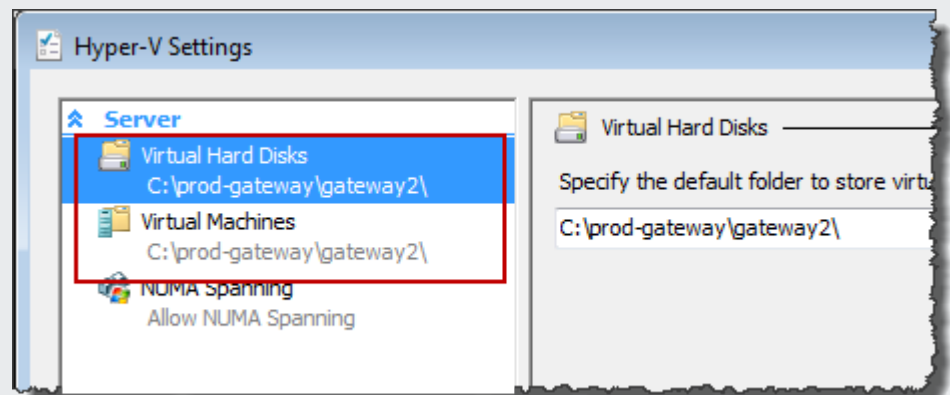 Hyper-V Settings
Server
Virtual Hard Disks
C:\prod-gateway\gateway2\
Virtual Machines
C:\prod-gateway\gateway2\
NUMA Spanning
Allow NUMA Spanning
Virtual Hard Disks
Specify the default folder to store
C:\prod-gateway\gateway2\